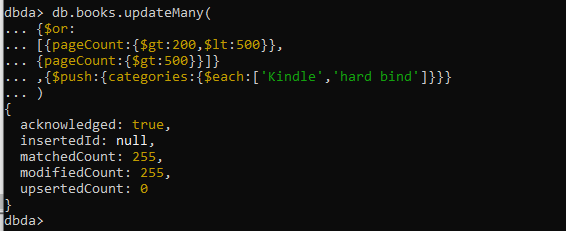 dbda> db.books.updateMany(
... {$or:
... [{pageCount:{$gt:200,$lt:500}},
... {pageCount:{$gt:500}}]}
... ,{$push:{categories:{$each:['Kindle','hard bind']}}}
... )
{
  acknowledged: true,
  insertedId: null,
  matchedCount: 255,
  modifiedCount: 255,
  upsertedCount: 0
}
dbda>